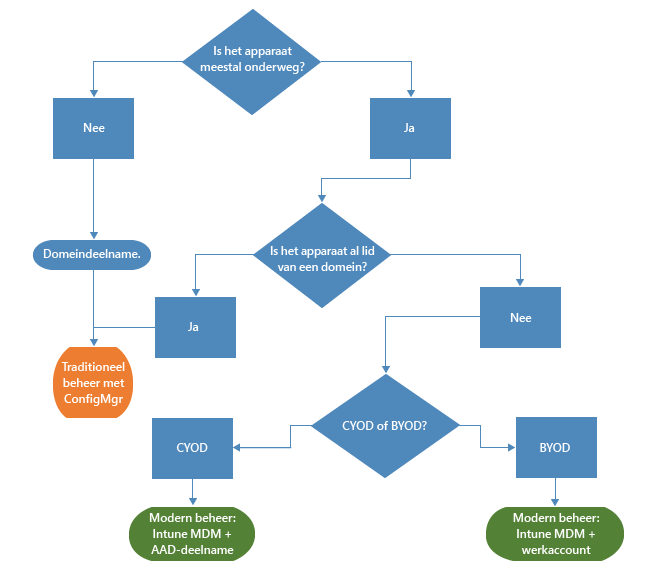 Is het apparaat
meestal onderweg?
Nee
Ja
Domeindeelname.
Is het apparaat al lid
van een domein?
Ja
Nee
Traditioneel
beheer met
ConfigMgr
CYOD of BYOD?
CYOD
BYOD
Modern beheer:
Intune MDM +
AAD-deelname
Modern beheer:
Intune MDM +
werkaccount